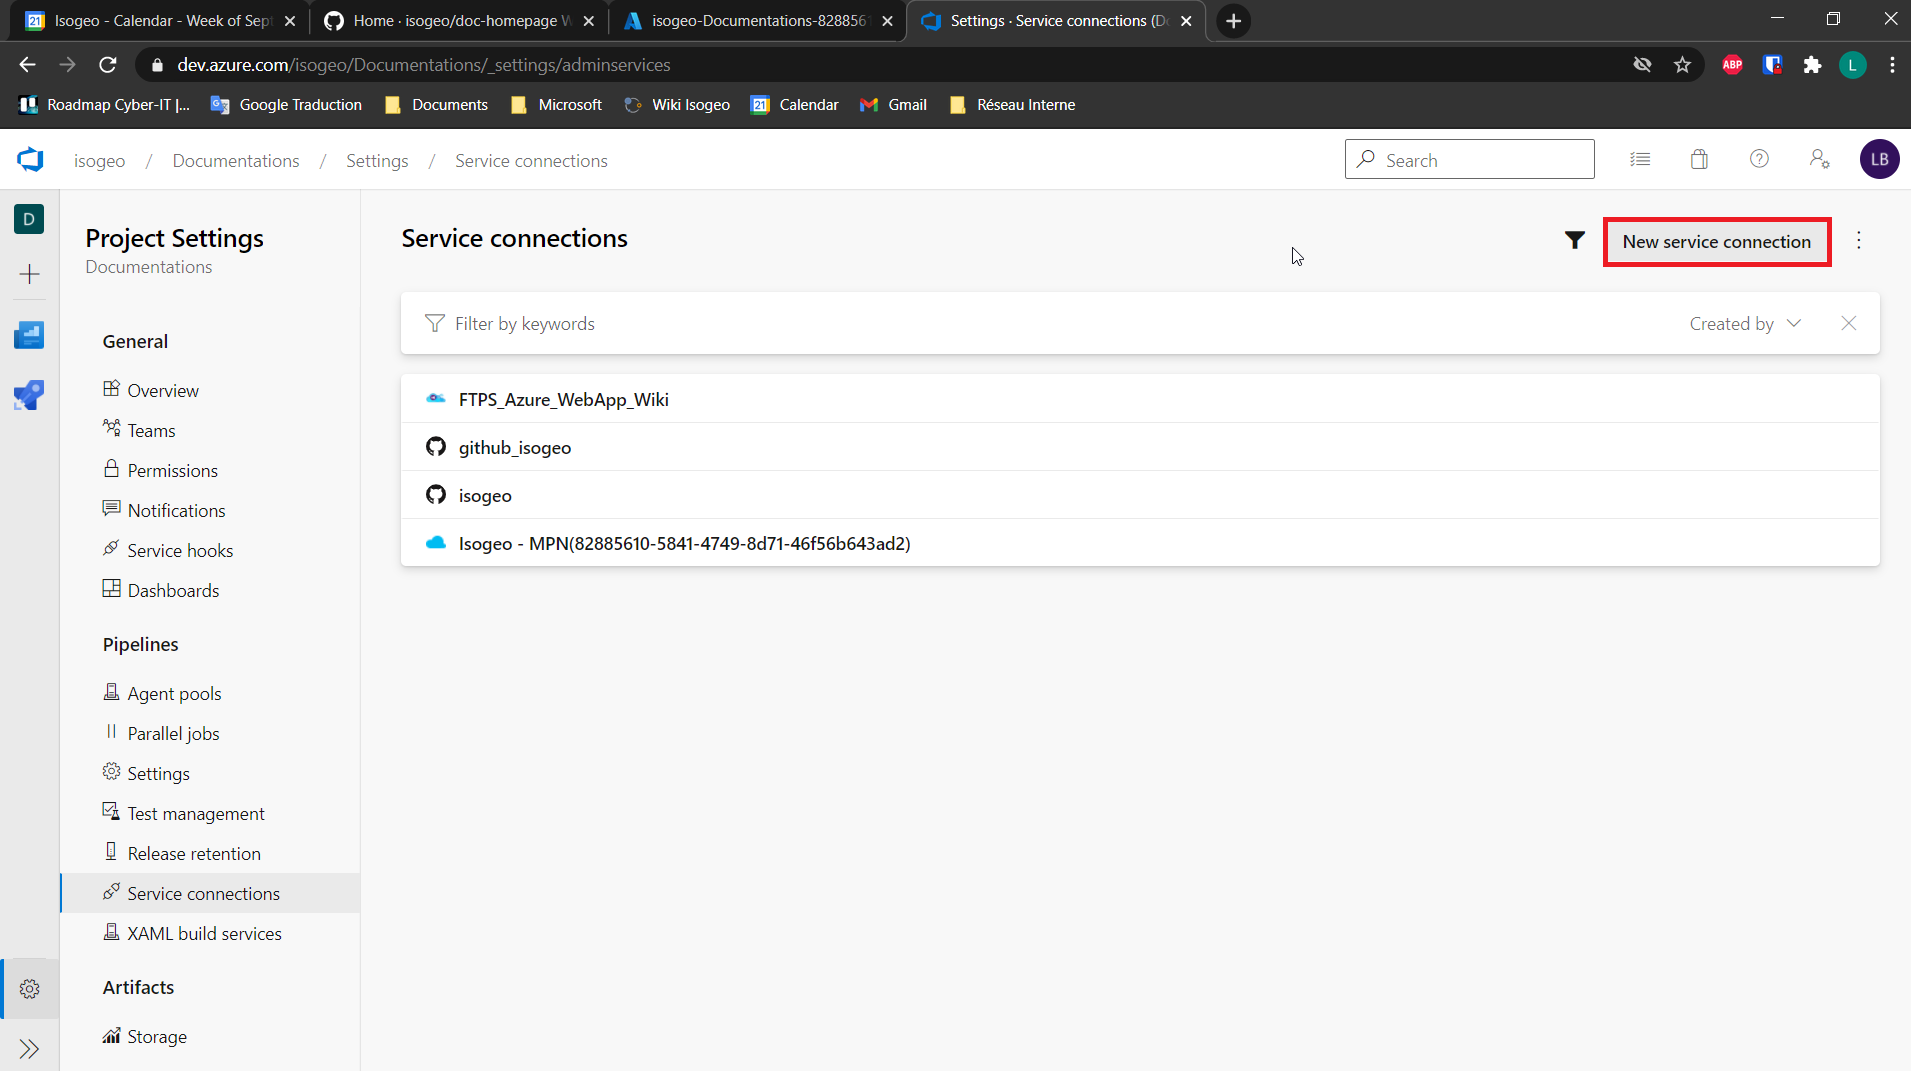 Isogeo - Calendar - Week of Sept
Home · isogeo/doc-homepage W
isogeo-Documentations-8288561
Settings · Service connections (Do
dev.azure.com/isogeo/Documentations/_settings/adminservices
ABP
L
Roadmap Cyber-IT |...
Google Traduction
Documents
Microsoft
Wiki Isogeo
21
Calendar
Gmail
Réseau Interne
isogeo / Documentations / Settings / Service connections
Search
LB
D
Project Settings
Documentations
General
Overview
Teams
Permissions
Notifications
Service hooks
Dashboards
Pipelines
Agent pools
Parallel jobs
Settings
Test management
Release retention
Service connections
XAML build services
Artifacts
Storage
Service connections
New service connection
Filter by keywords
Created by
FTPS_Azure_WebApp_Wiki
github_isogeo
isogeo
Isogeo - MPN(82885610-5841-4749-8d71-46f56b643ad2)